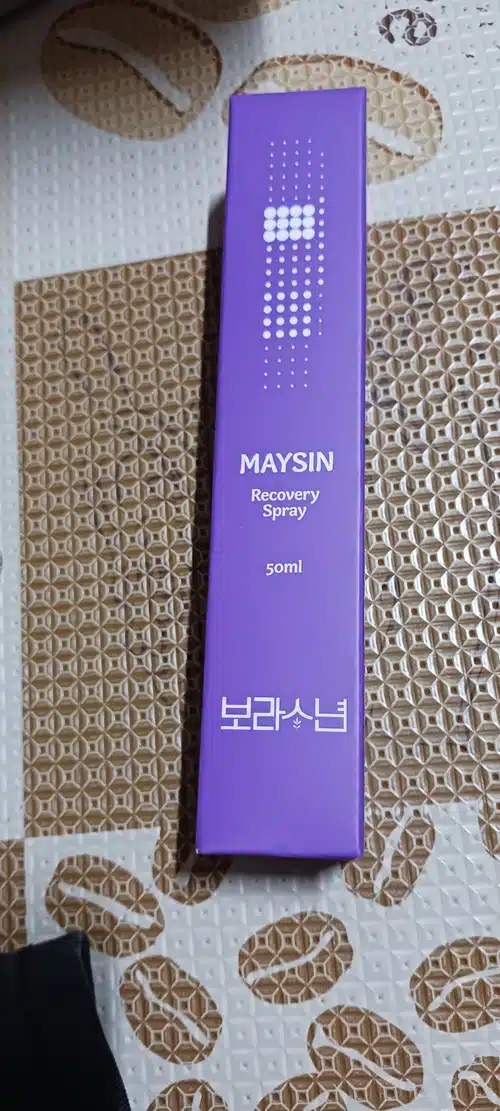 MAYSIN
Recovery
Spray
50ml
보라소년